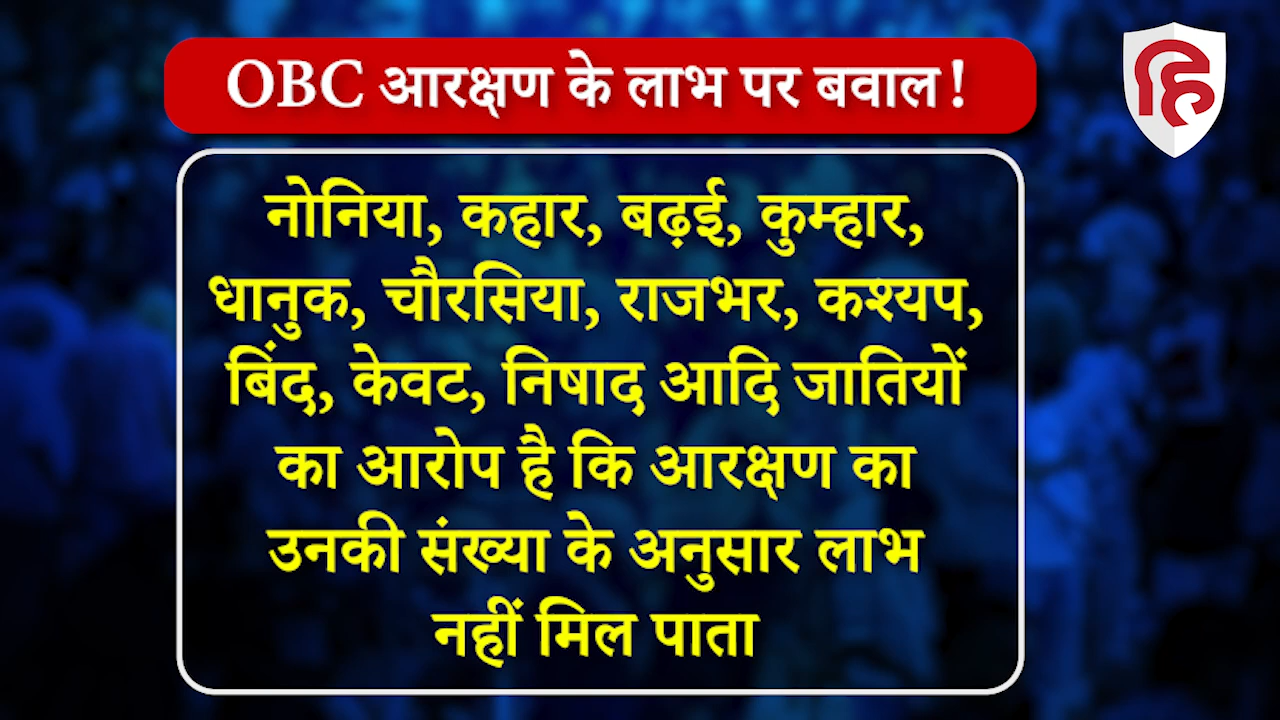 OBC आरक्षण के लाभ पर बवाल!
नोनिया, कहार, बढ़ई, कुम्हार,
धानुक, चौरसिया, राजभर, कश्यप,
बिंद, केवट, निषाद आदि जातियों
का आरोप है कि आरक्षण का
उनकी संख्या के अनुसार लाभ
नहीं मिल पाता